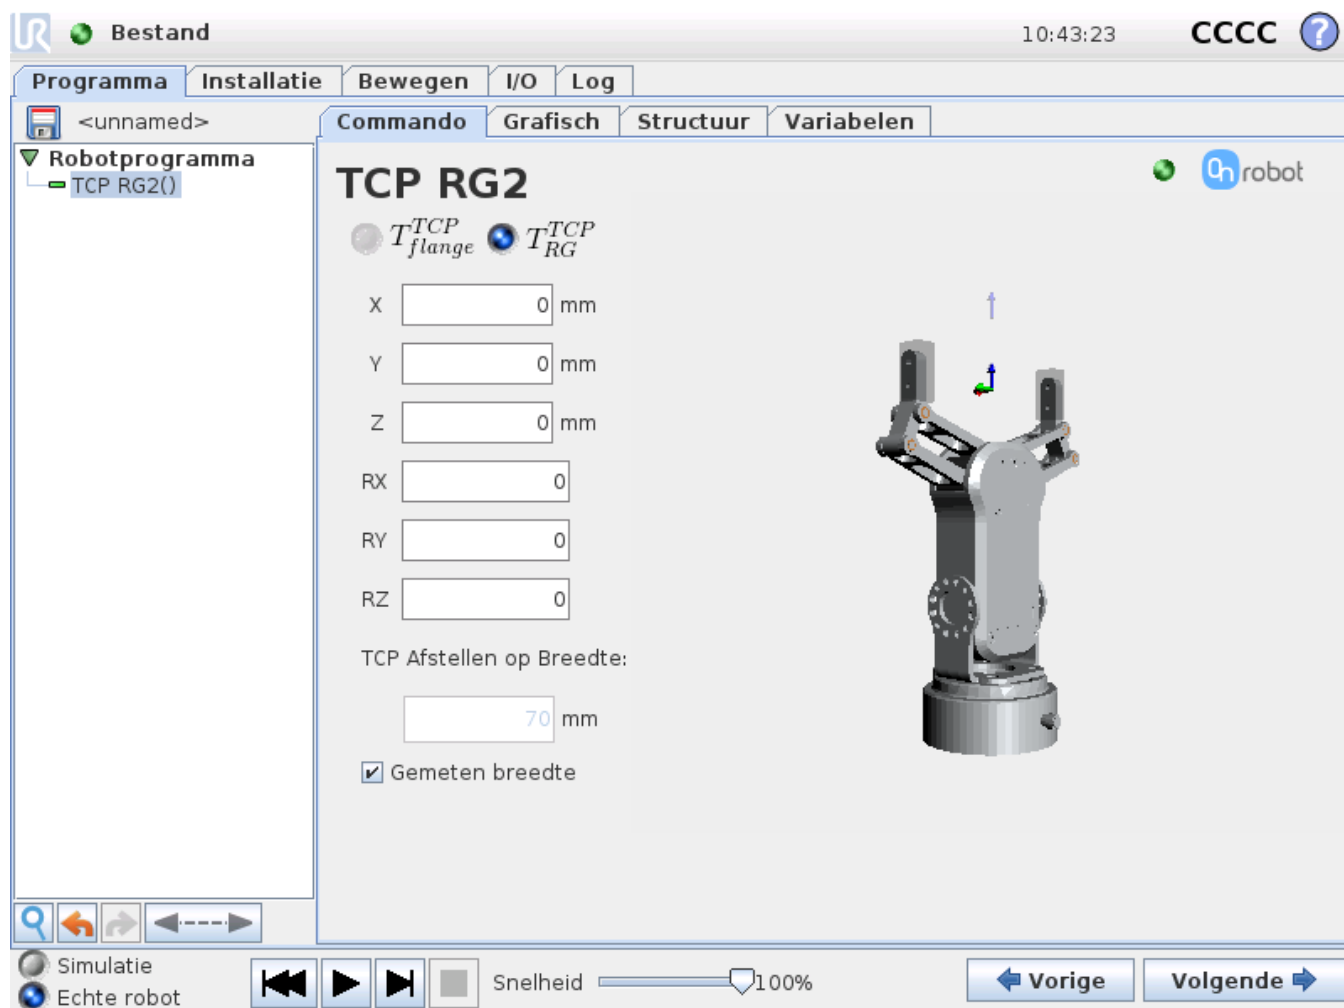 Bestand 10:43:23 CCCC ?
Programma Installatie Bewegen I/O Log
<unnamed> Commando Grafisch Structuur Variabelen
Robotprogramma
TCP RG2()
TCP RG2
On robot
T TCP flange T TCP RG
X 0 mm
Y 0 mm
Z 0 mm
RX 0
RY 0
RZ 0
TCP Afstellen op Breedte:
70 mm
Gemeten breedte
Simulatie
Echte robot
Snelheid 100%
Vorige Volgende